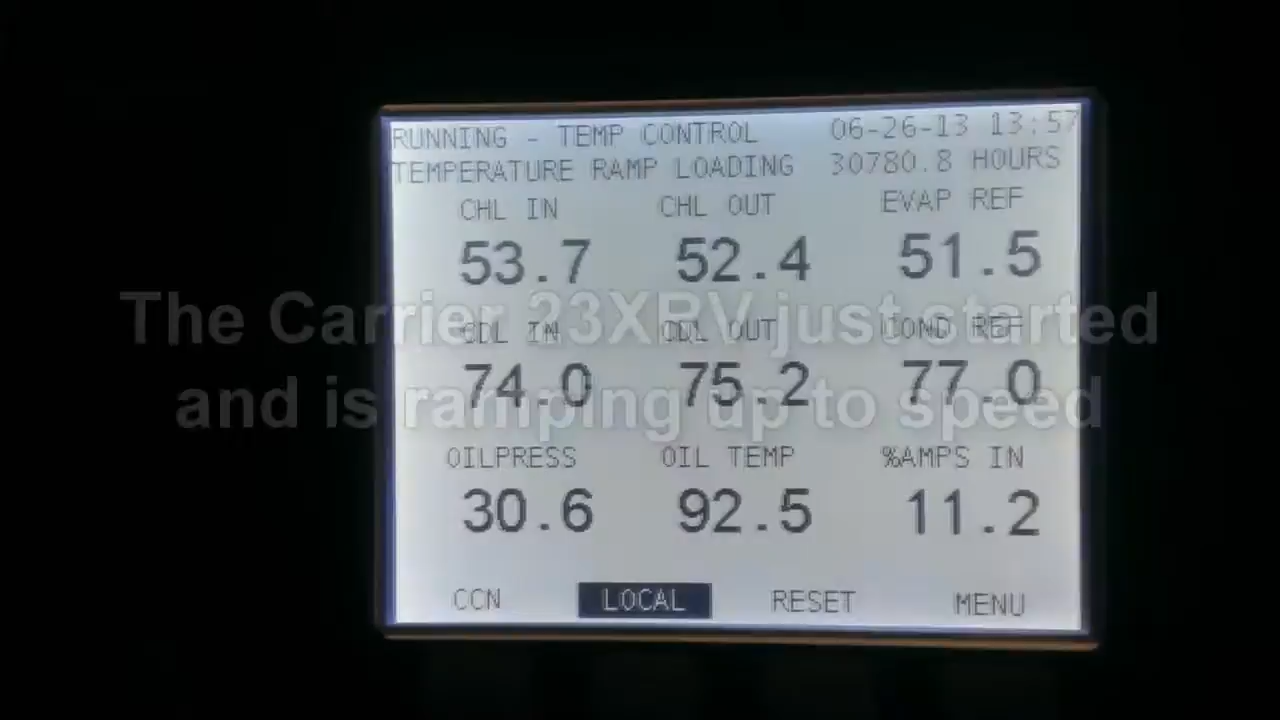 RUNNING - TEMP CONTROL 06-26-13 13:57
TEMPERATURE RAMP LOADING 30780.8 HOURS
CHL IN CHL OUT EVAP REF
53.7 52.4 51.5
The Carrier 23XRV just started
CDL IN CDL OUT COND REF
74.0 75.2 77.0
and is ramping up to speed
OILPRESS OIL TEMP %AMPS IN
30.6 92.5 11.2
CCN LOCAL RESET MENU